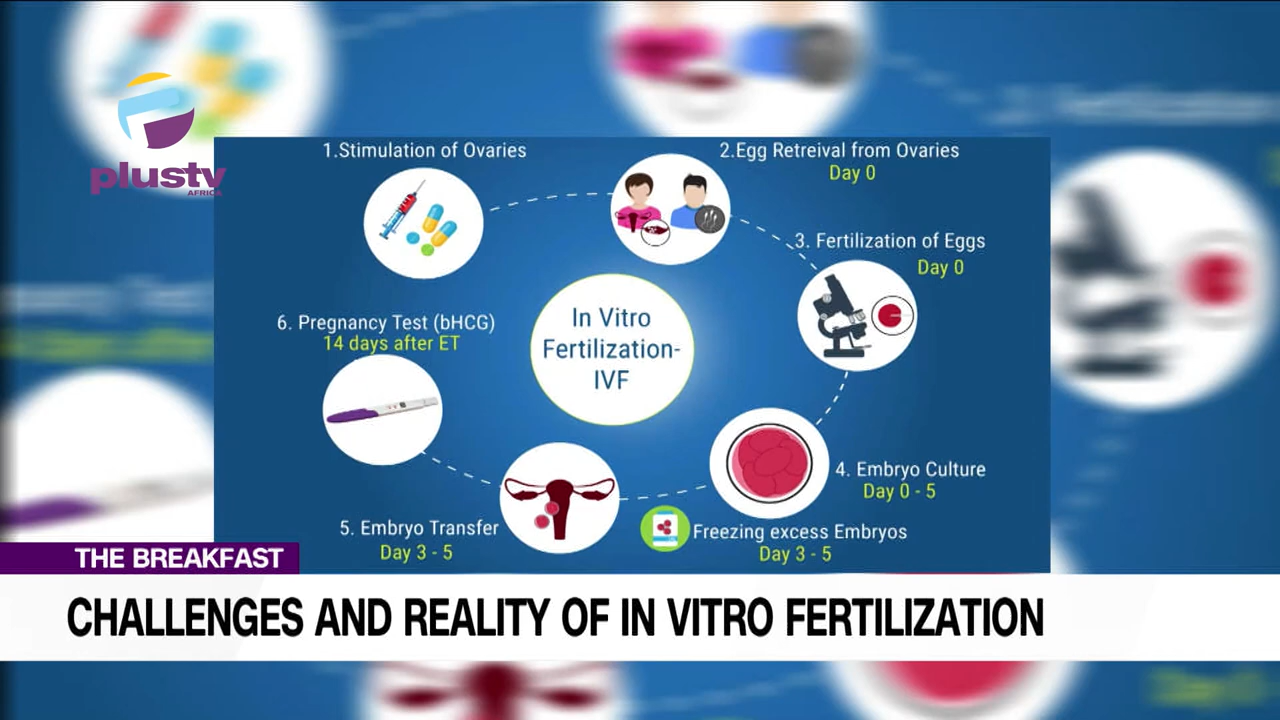 plustv
AFRICA
1.Stimulation of Ovaries
2.Egg Retreival from Ovaries
Day 0
3. Fertilization of Eggs
Day 0
In Vitro
Fertilization-
IVF
6. Pregnancy Test (bHCG)
14 days after ET
4. Embryo Culture
Day 0 - 5
5. Embryo Transfer
Day 3 - 5
Freezing excess Embryos
Day 3 - 5
THE BREAKFAST
CHALLENGES AND REALITY OF IN VITRO FERTILIZATION